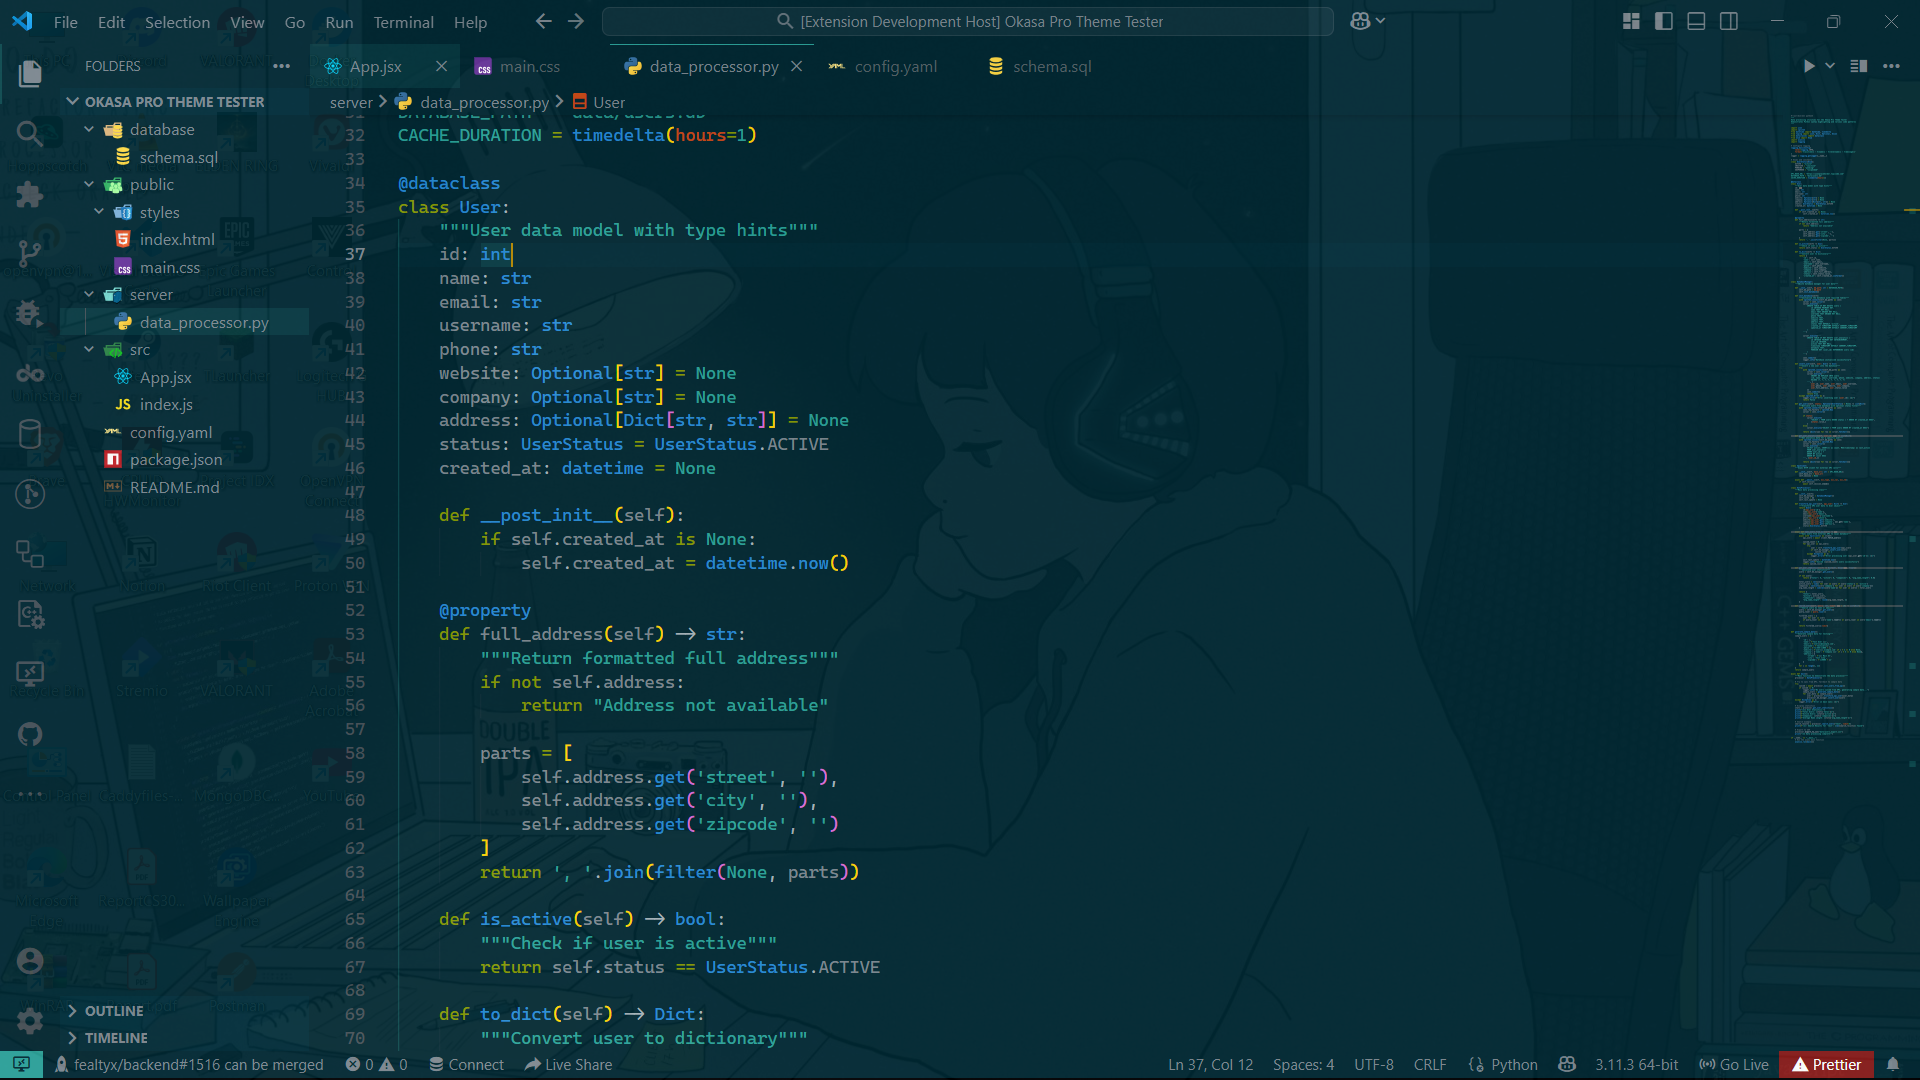 File Edit Selection View Go Run Terminal Help
[Extension Development Host] Okasa Pro Theme Tester
FOLDERS
App.jsx
main.css
data_processor.py
config.yaml
schema.sql
OKASA PRO THEME TESTER
database
schema.sql
public
styles
index.html
main.css
server
data_processor.py
src
App.jsx
index.js
config.yaml
package.json
README.md
OUTLINE
TIMELINE
server > data_processor.py > User
32 CACHE_DURATION = timedelta(hours=1)
33
34 @dataclass
35 class User:
36 """User data model with type hints"""
37 id: int
38 name: str
39 email: str
40 username: str
41 phone: str
42 website: Optional[str] = None
43 company: Optional[str] = None
44 address: Optional[Dict[str, str]] = None
45 status: UserStatus = UserStatus.ACTIVE
46 created_at: datetime = None
47
48 def __post_init__(self):
49 if self.created_at is None:
50 self.created_at = datetime.now()
51
52 @property
53 def full_address(self) -> str:
54 """Return formatted full address"""
55 if not self.address:
56 return "Address not available"
57
58 parts = [
59 self.address.get('street', ''),
60 self.address.get('city', ''),
61 self.address.get('zipcode', '')
62 ]
63 return ', '.join(filter(None, parts))
64
65 def is_active(self) -> bool:
66 """Check if user is active"""
67 return self.status == UserStatus.ACTIVE
68
69 def to_dict(self) -> Dict:
70 """Convert user to dictionary"""
DOUBLE
IPA
fealtyx/backend#1516 can be merged 0 0 Connect Live Share
Ln 37, Col 12 Spaces: 4 UTF-8 CRLF Python 3.11.3 64-bit Go Live Prettier